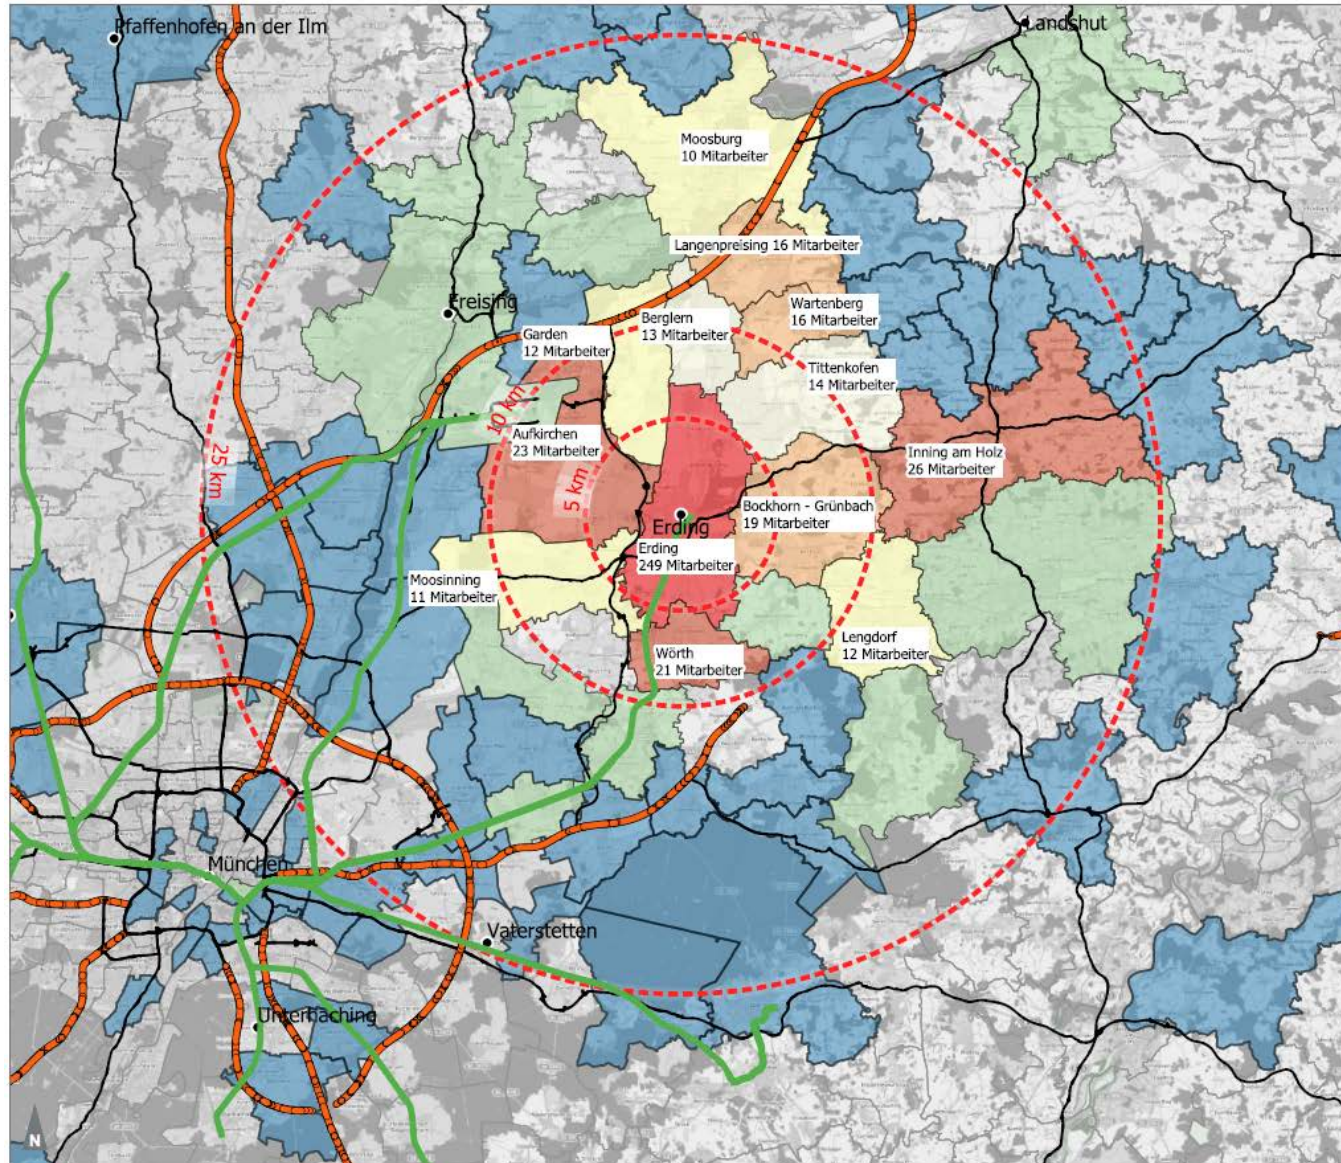 Pfaffenhofen an der Ilm
Landshut
Moosburg
10 Mitarbeiter
Langenpreising 16 Mitarbeiter
Freising
Wartenberg
16 Mitarbeiter
Berglern
13 Mitarbeiter
Garden
12 Mitarbeiter
Tittenkofen
14 Mitarbeiter
10 km
Aufkirchen
23 Mitarbeiter
25 km
5 km
Inning am Holz
26 Mitarbeiter
Bockhorn - Grünbach
19 Mitarbeiter
Erding
Erding
249 Mitarbeiter
Moosinning
11 Mitarbeiter
Lengdorf
12 Mitarbeiter
Wörth
21 Mitarbeiter
München
Vaterstetten
Unterhaching
N